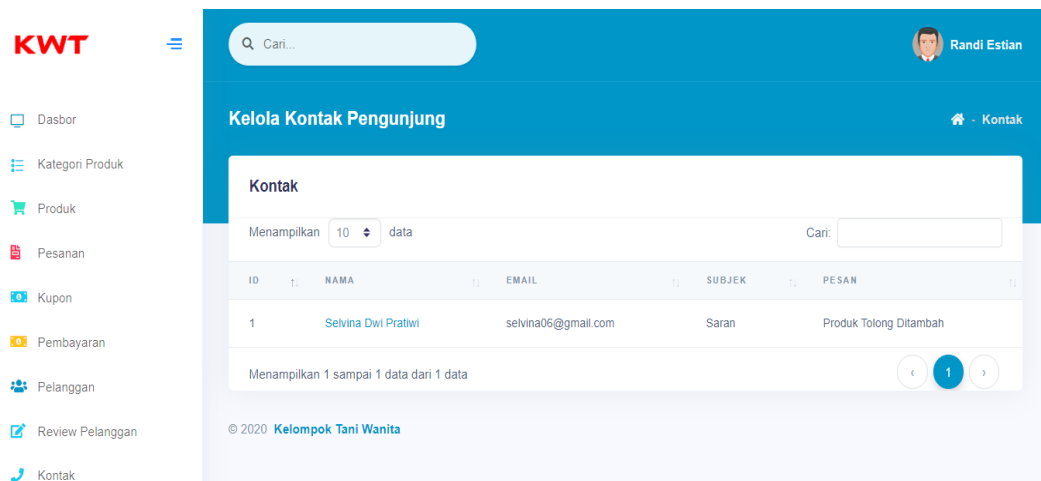 KWT
Cari...
Randi Estian
Dasbor
Kategori Produk
Produk
Pesanan
Kupon
Pembayaran
Pelanggan
Review Pelanggan
Kontak
Kelola Kontak Pengunjung
- Kontak
Kontak
Menampilkan 10 data
Cari:
ID NAMA EMAIL SUBJEK PESAN
1 Selvina Dwi Pratiwi selvina06@gmail.com Saran Produk Tolong Ditambah
Menampilkan 1 sampai 1 data dari 1 data
‹ 1 ›
© 2020 Kelompok Tani Wanita